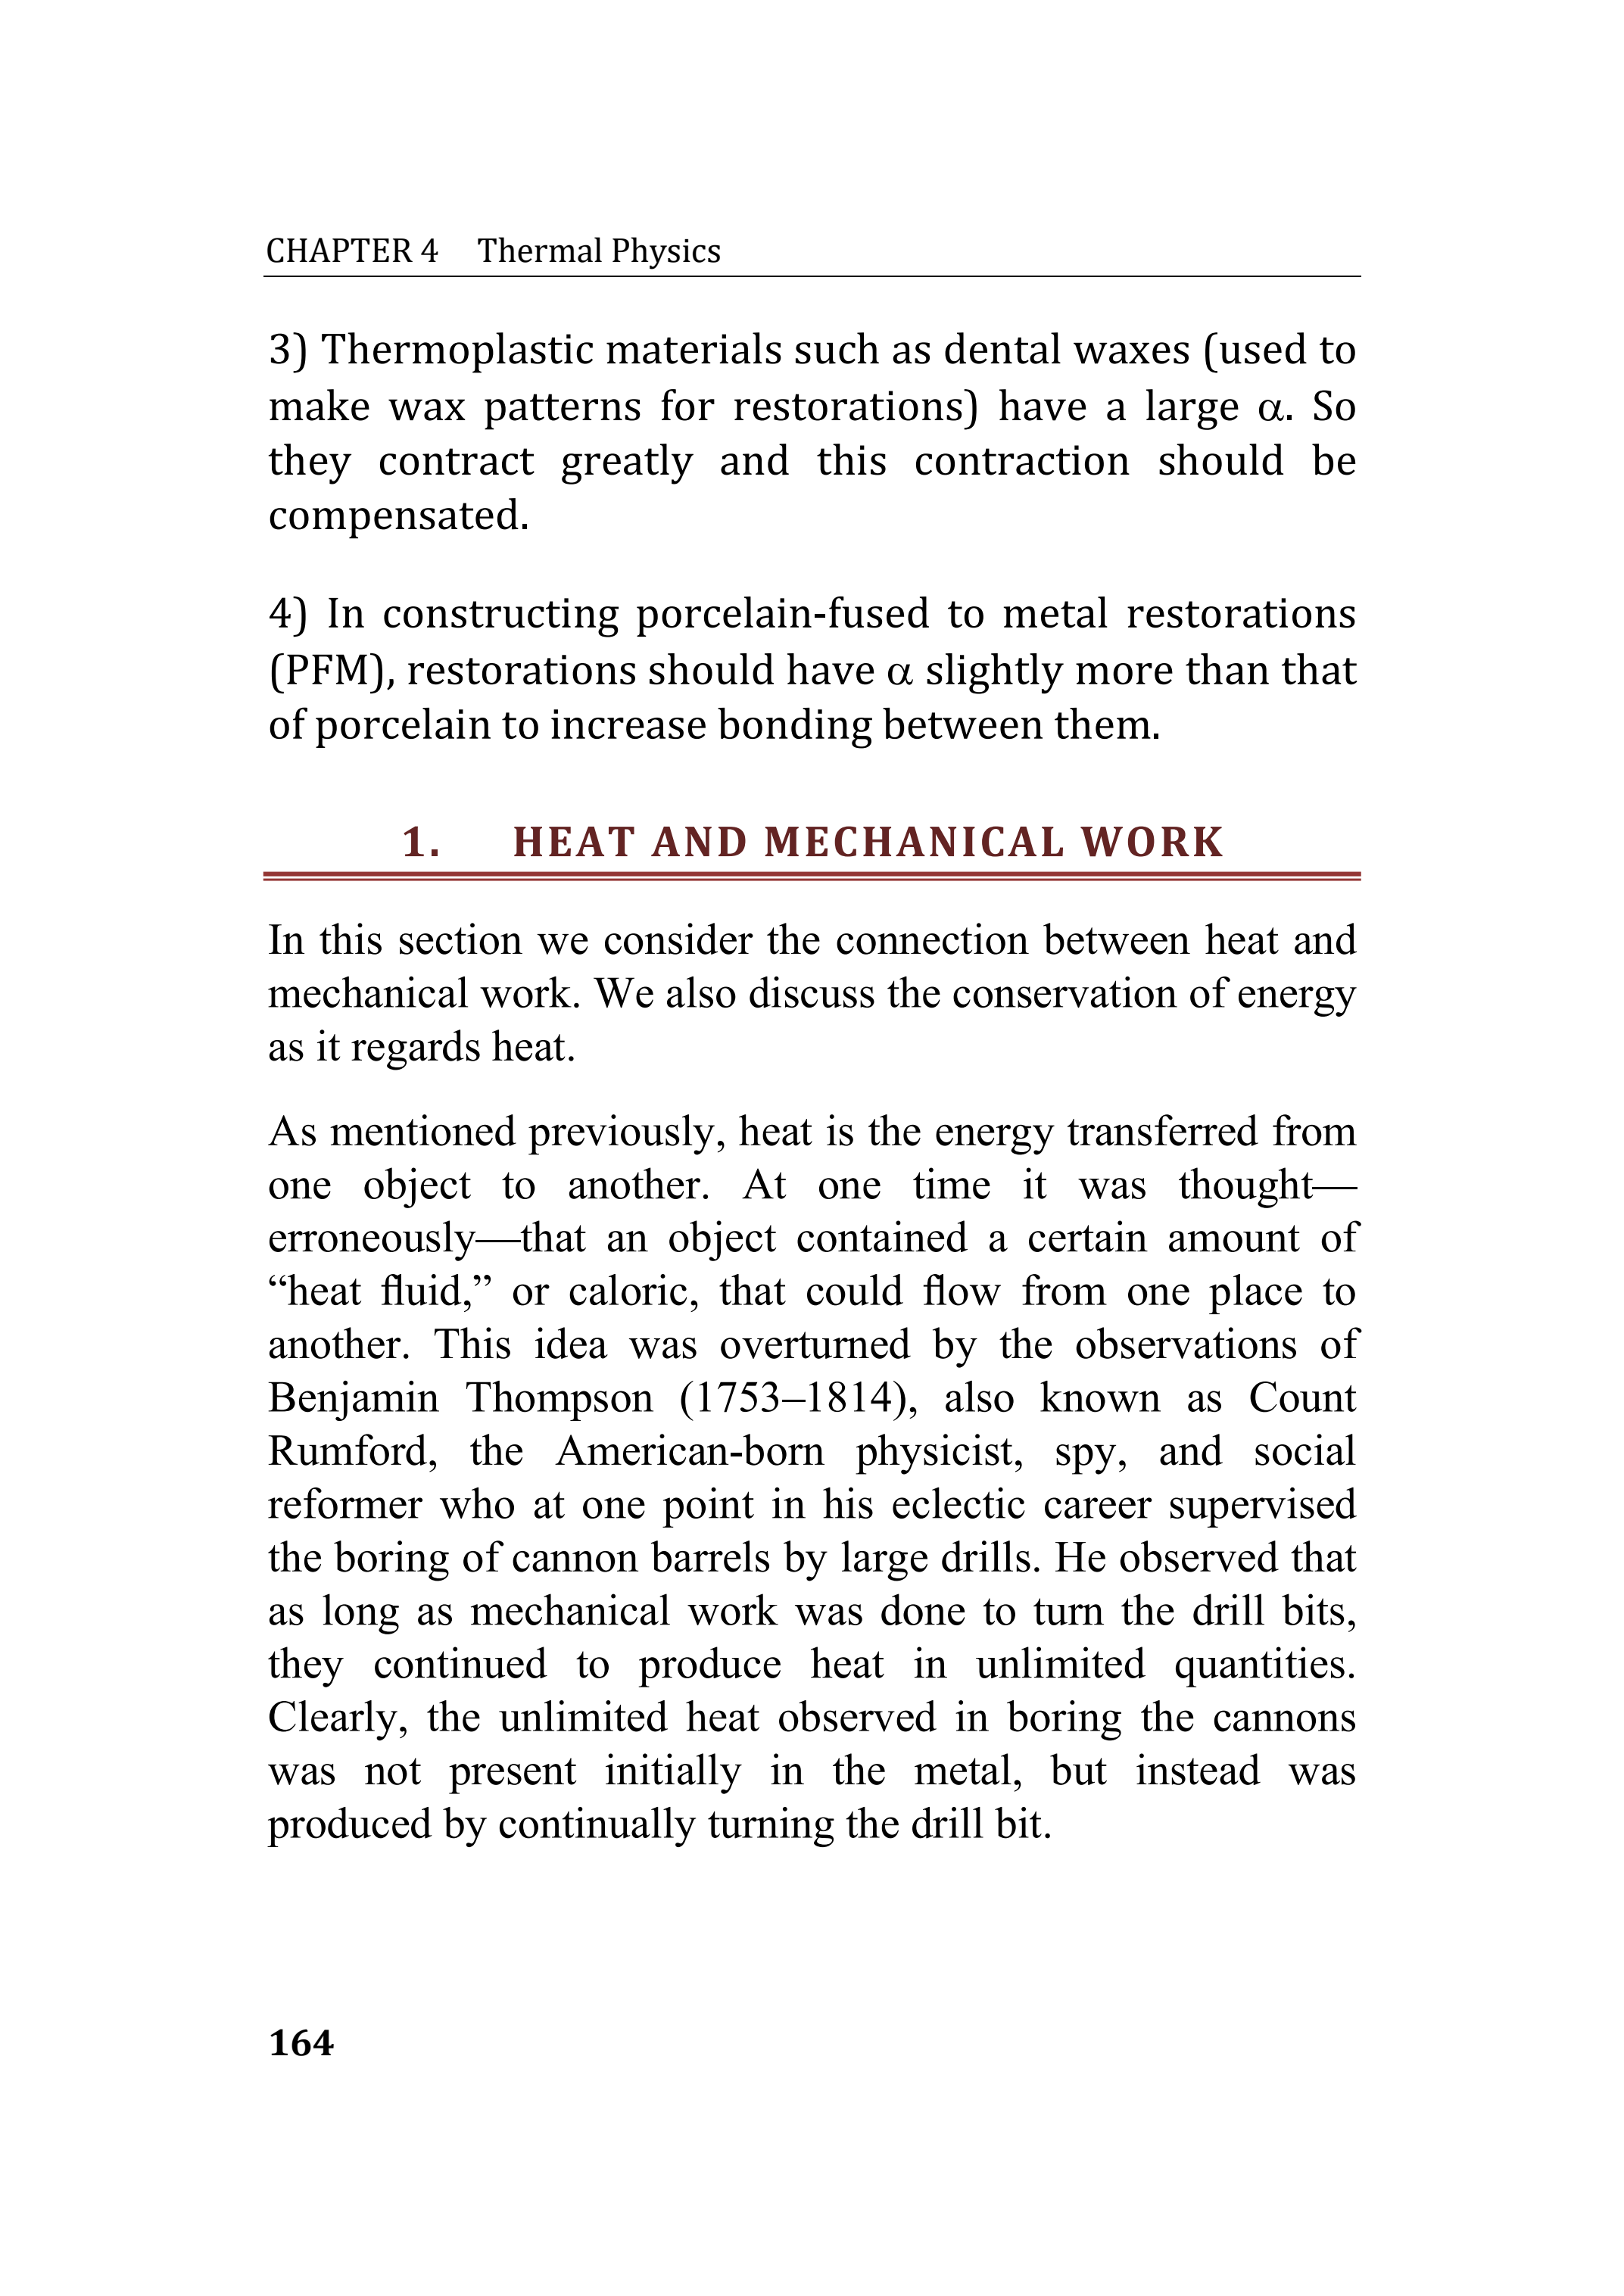 CHAPTER 4 Thermal Physics
3) Thermoplastic materials such as dental waxes (used to
make wax patterns for restorations) have a large α. So
they contract greatly and this contraction should be
compensated.
4) In constructing porcelain-fused to metal restorations
(PFM), restorations should have α slightly more than that
of porcelain to increase bonding between them.
1. HEAT AND MECHANICAL WORK
In this section we consider the connection between heat and
mechanical work. We also discuss the conservation of energy
as it regards heat.
As mentioned previously, heat is the energy transferred from
one object to another. At one time it was thought—
erroneously—that an object contained a certain amount of
“heat fluid,” or caloric, that could flow from one place to
another. This idea was overturned by the observations of
Benjamin Thompson (1753–1814), also known as Count
Rumford, the American-born physicist, spy, and social
reformer who at one point in his eclectic career supervised
the boring of cannon barrels by large drills. He observed that
as long as mechanical work was done to turn the drill bits,
they continued to produce heat in unlimited quantities.
Clearly, the unlimited heat observed in boring the cannons
was not present initially in the metal, but instead was
produced by continually turning the drill bit.
164